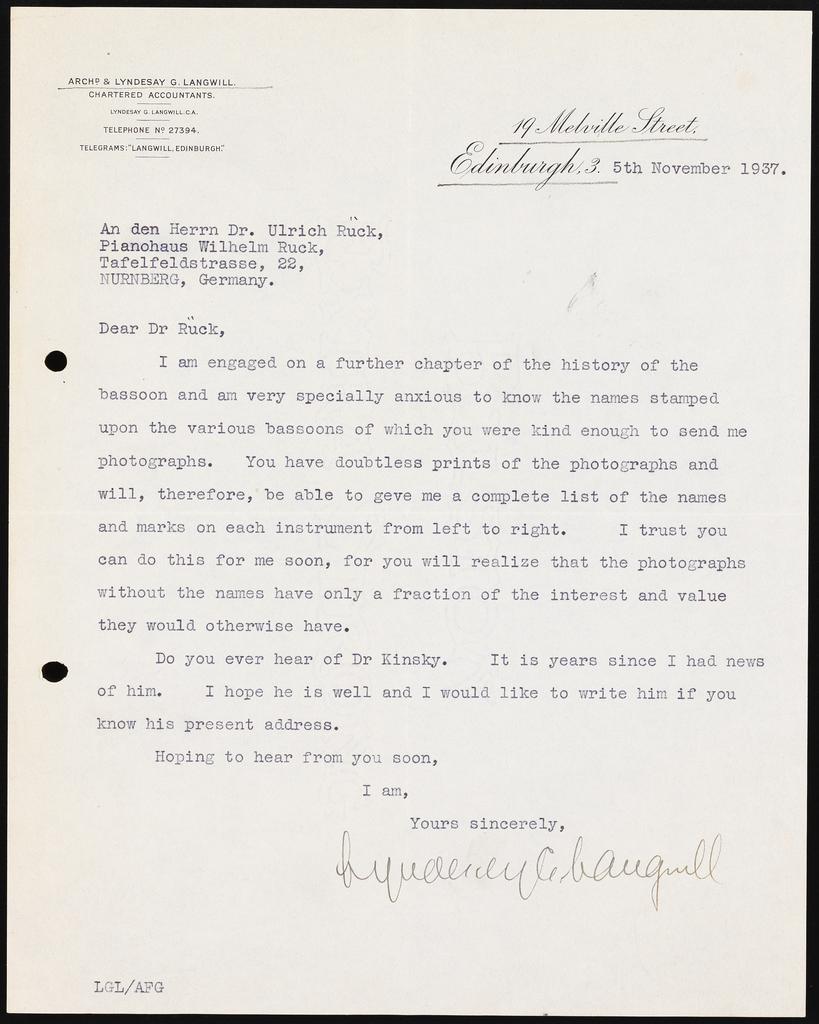 ARCHD & LYNDESAY G. LANGWILL.
CHARTERED ACCOUNTANTS.
LYNDESAY G. LANGWILL.C.A.
TELEPHONE No 27394.
TELEGRAMS: "LANGWILL, EDINBURGH."
19 Melville Street,
Edinburgh, 3. 5th November 1937.
An den Herrn Dr. Ulrich Rück,
Pianohaus Wilhelm Ruck,
Tafelfeldstrasse, 22,
NURNBERG, Germany.
Dear Dr Rück,
I am engaged on a further chapter of the history of the
bassoon and am very specially anxious to know the names stamped
upon the various bassoons of which you were kind enough to send me
photographs. You have doubtless prints of the photographs and
will, therefore, be able to geve me a complete list of the names
and marks on each instrument from left to right. I trust you
can do this for me soon, for you will realize that the photographs
without the names have only a fraction of the interest and value
they would otherwise have.
Do you ever hear of Dr Kinsky. It is years since I had news
of him. I hope he is well and I would like to write him if you
know his present address.
Hoping to hear from you soon,
I am,
Yours sincerely,
Lyndesay G. Langwill
LGL/AFG